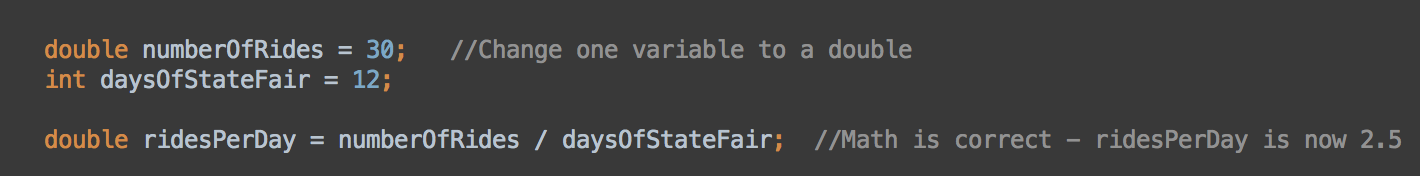 double numberOfRides = 30;   //Change one variable to a double
int daysOfStateFair = 12;
double ridesPerDay = numberOfRides / daysOfStateFair;  //Math is correct - ridesPerDay is now 2.5